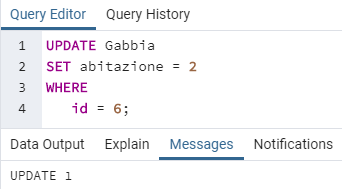 Query Editor Query History
1 UPDATE Gabbia
2 SET abitazione = 2
3 WHERE
4 id = 6;
Data Output Explain Messages Notifications
UPDATE 1